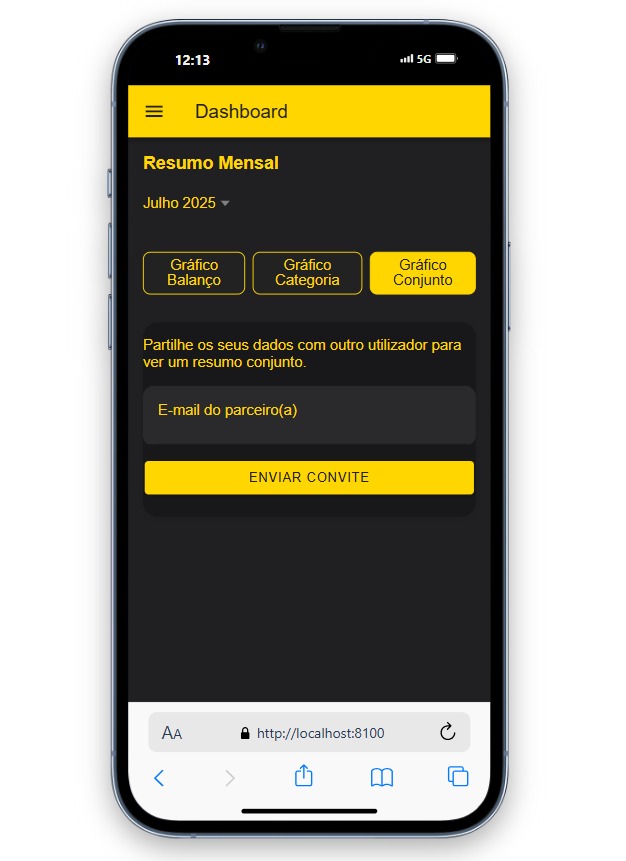 12:13
5G
Dashboard
Resumo Mensal
Julho 2025
Gráfico
Balanço
Gráfico
Categoria
Gráfico
Conjunto
Partilhe os seus dados com outro utilizador para
ver um resumo conjunto.
E-mail do parceiro(a)
ENVIAR CONVITE
AA
http://localhost:8100